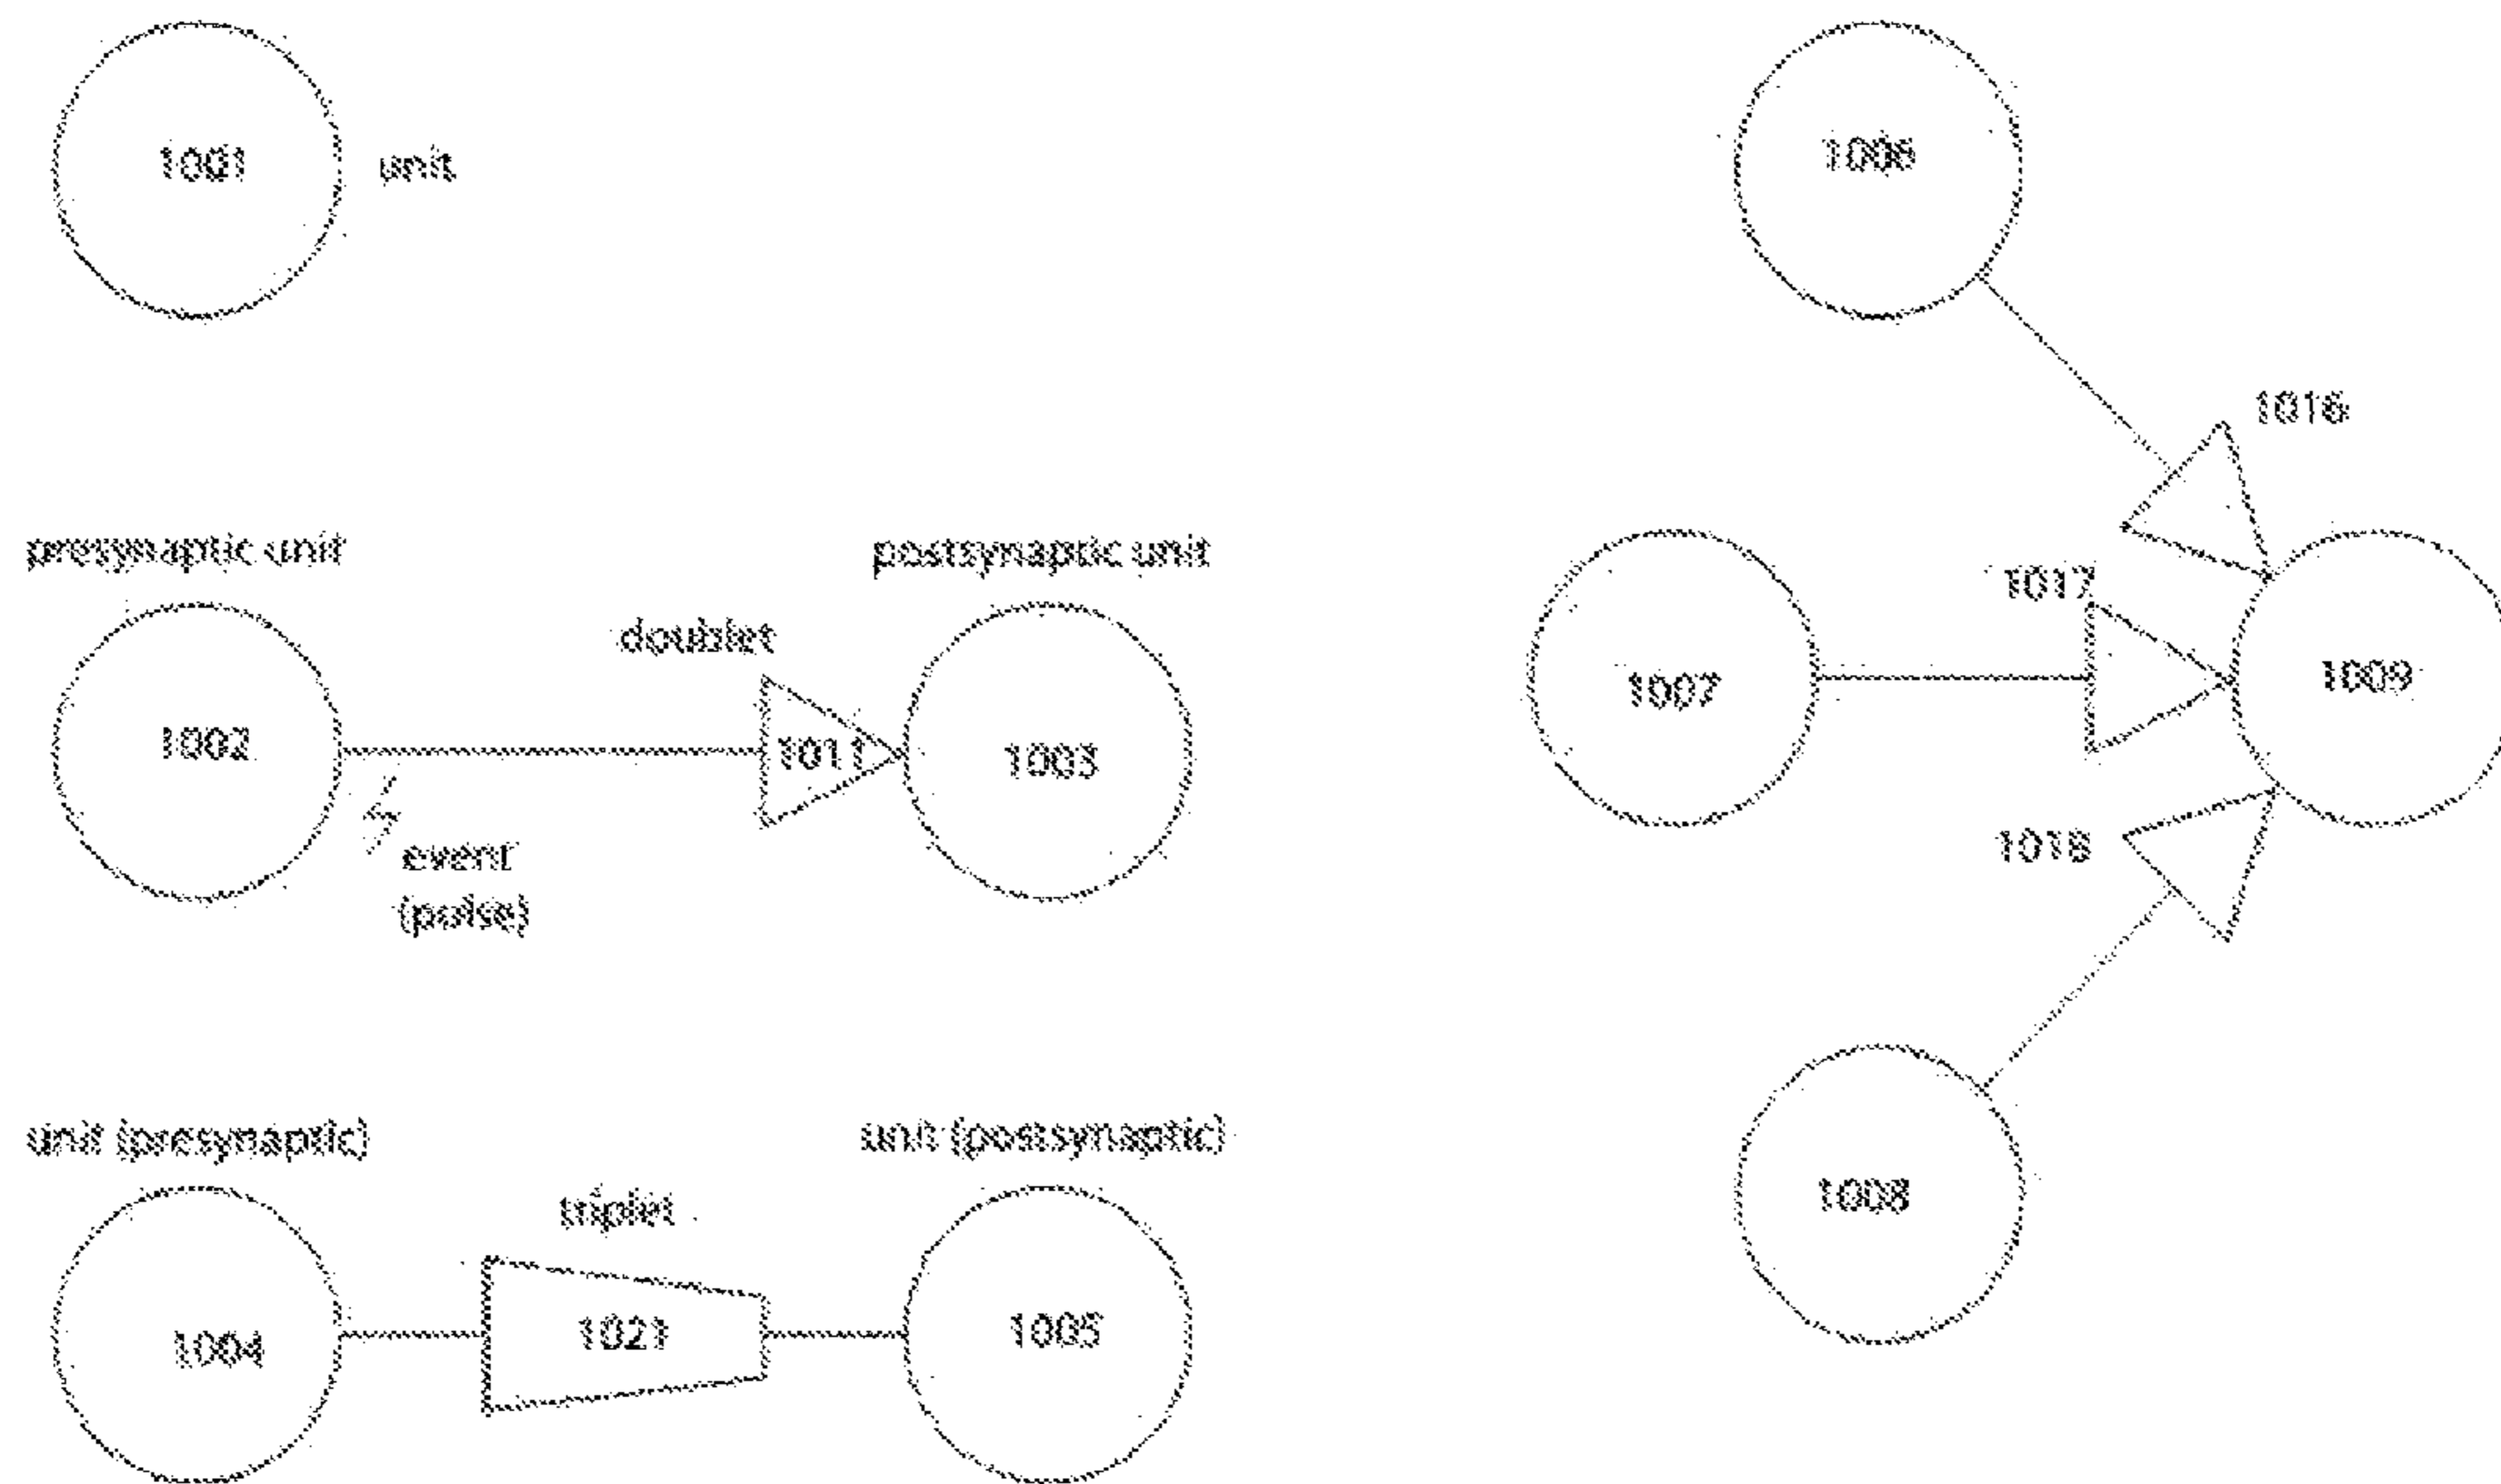 1001
unit
presynaptic unit
postsynaptic unit
doublet
1002
1011
1003
event
(pulse)
unit (presynaptic)
unit (postsynaptic)
triplet
1004
1021
1005
1006
1016
1017
1007
1009
1018
1008